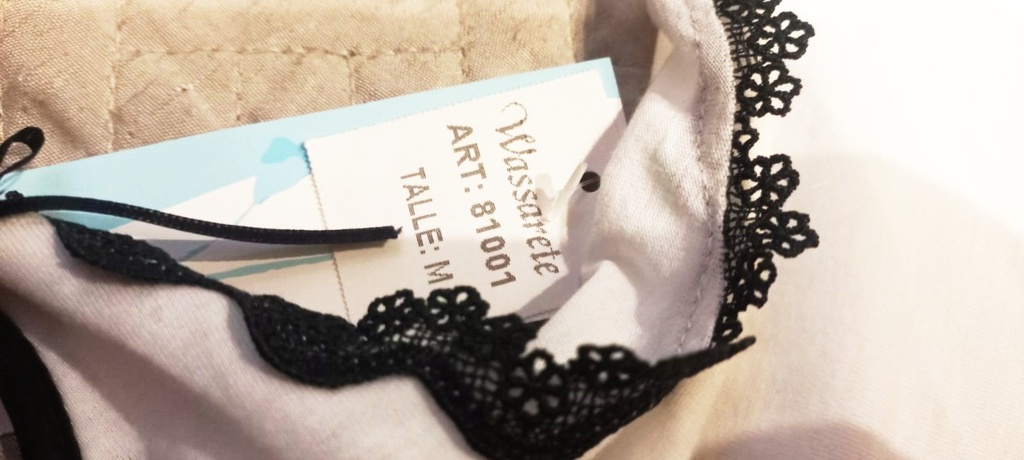 Wassarete
ART: 81001
TALLE: M